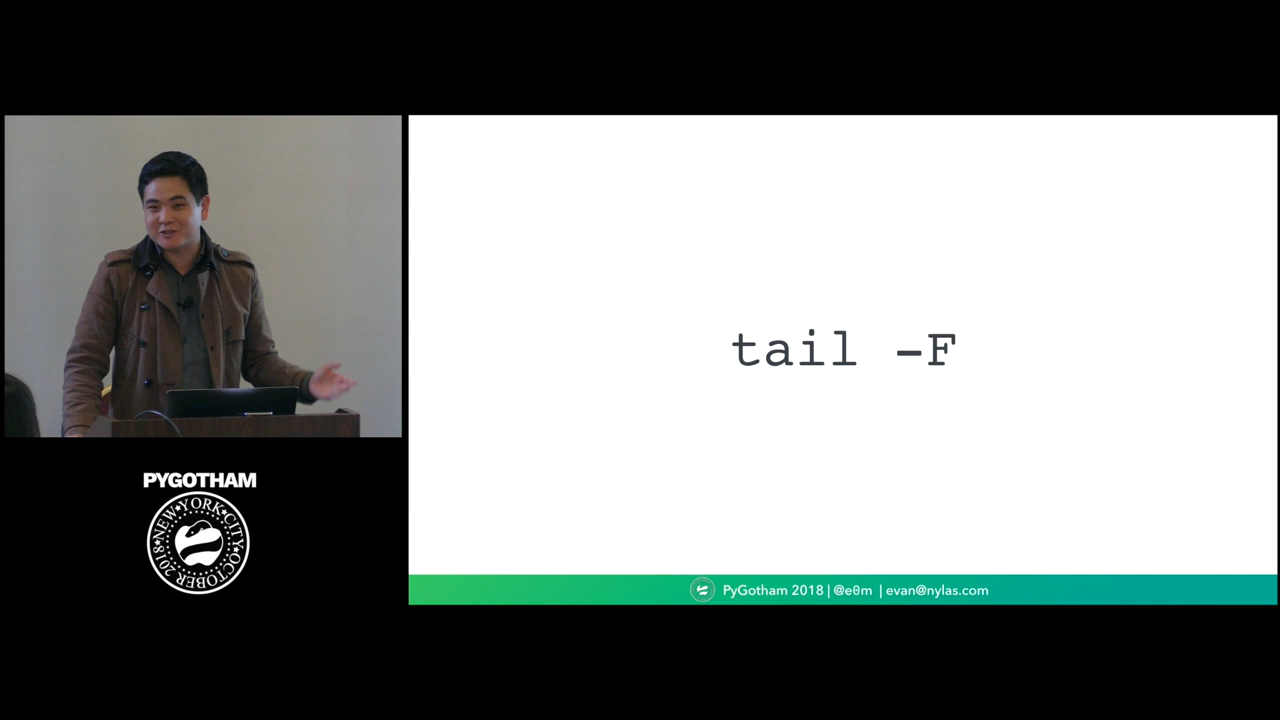 tail -F
PYGOTHAM
NEW★YORK★CITY★OCTOBER 2018★
PyGotham 2018 | @e0m | evan@nylas.com